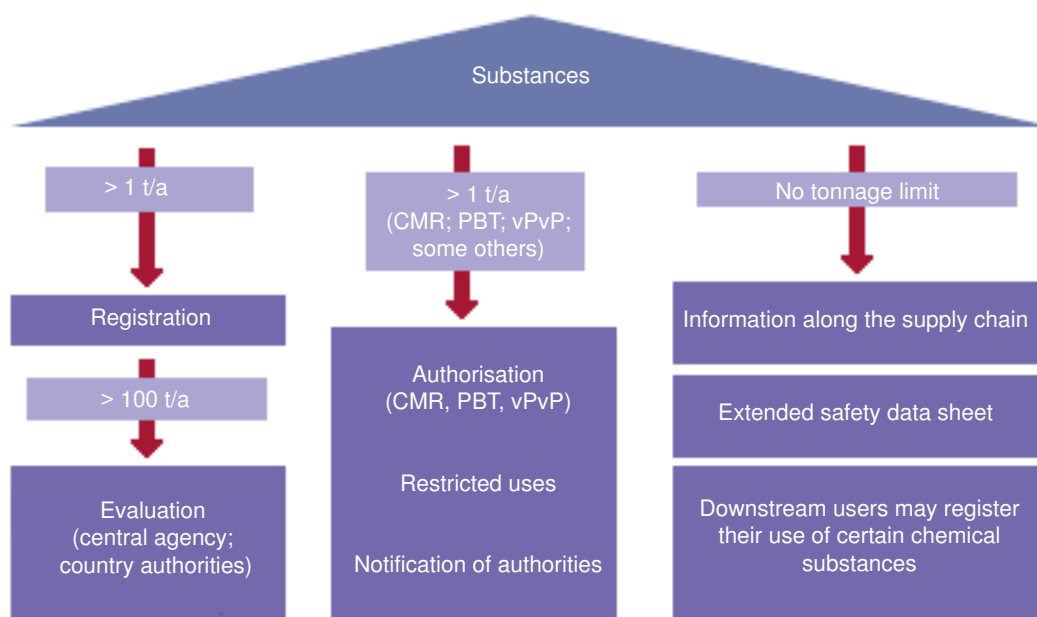 Substances
> 1 t/a
Registration
> 100 t/a
Evaluation
(central agency;
country authorities)
> 1 t/a
(CMR; PBT; vPvP;
some others)
Authorisation
(CMR, PBT, vPvP)
Restricted uses
Notification of authorities
No tonnage limit
Information along the supply chain
Extended safety data sheet
Downstream users may register
their use of certain chemical
substances